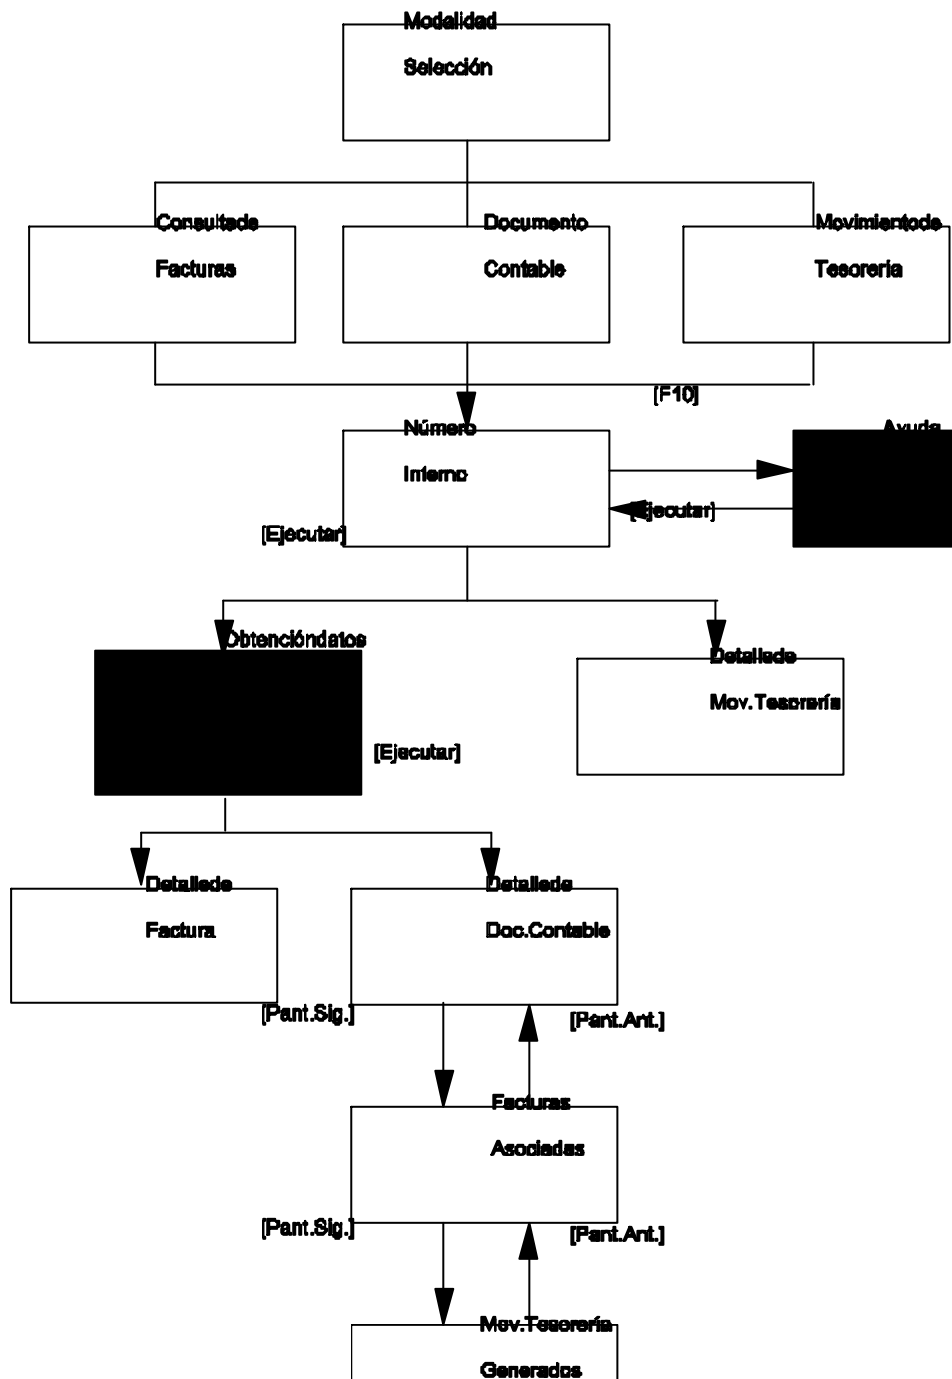 Modalidad
Selección
Consultade
Facturas
Documento
Contable
Movimientode
Tesorería
[F10]
Número
Interno
Ayuda
[Ejecutar]
[Ejecutar]
Obtencióndatos
Detallede
Mov.Tesorería
[Ejecutar]
Detallede
Factura
Detallede
Doc.Contable
[Pant.Sig.]
[Pant.Ant.]
Facturas
Asociadas
[Pant.Sig.]
[Pant.Ant.]
Mov.Tesorería
Generados